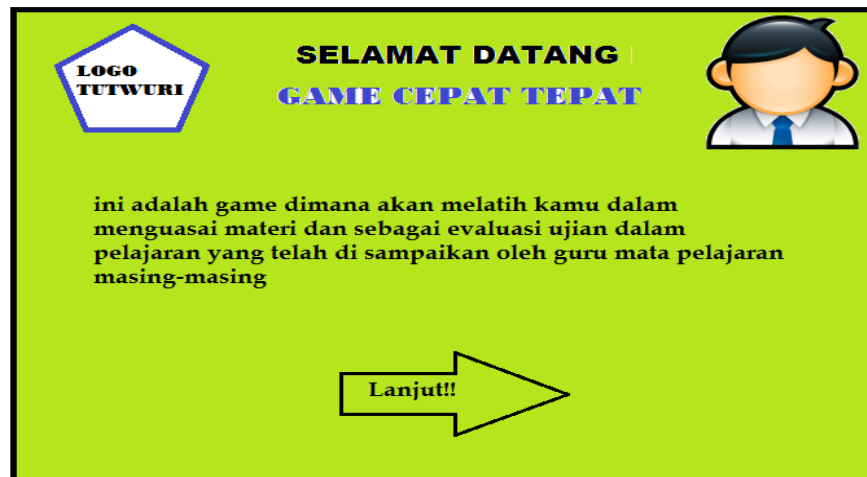 LOGO
TUTWURI
SELAMAT DATANG
GAME CEPAT TEPAT
ini adalah game dimana akan melatih kamu dalam
menguasai materi dan sebagai evaluasi ujian dalam
pelajaran yang telah di sampaikan oleh guru mata pelajaran
masing-masing
Lanjut!!